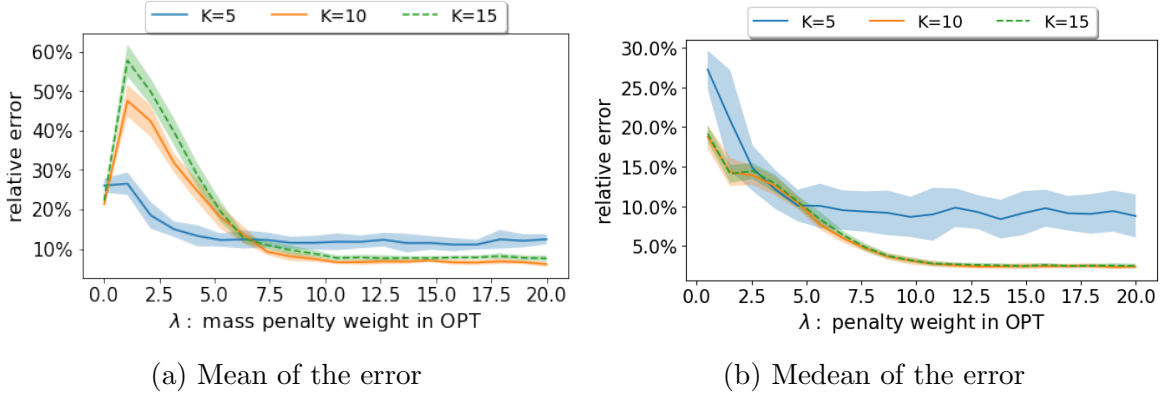 K=5 K=10 K=15
60%
50%
40%
30%
20%
10%
relative error
0.0 2.5 5.0 7.5 10.0 12.5 15.0 17.5 20.0
λ : mass penalty weight in OPT
(a) Mean of the error
K=5 K=10 K=15
30.0%
25.0%
20.0%
15.0%
10.0%
5.0%
relative error
0.0 2.5 5.0 7.5 10.0 12.5 15.0 17.5 20.0
λ : penalty weight in OPT
(b) Medean of the error